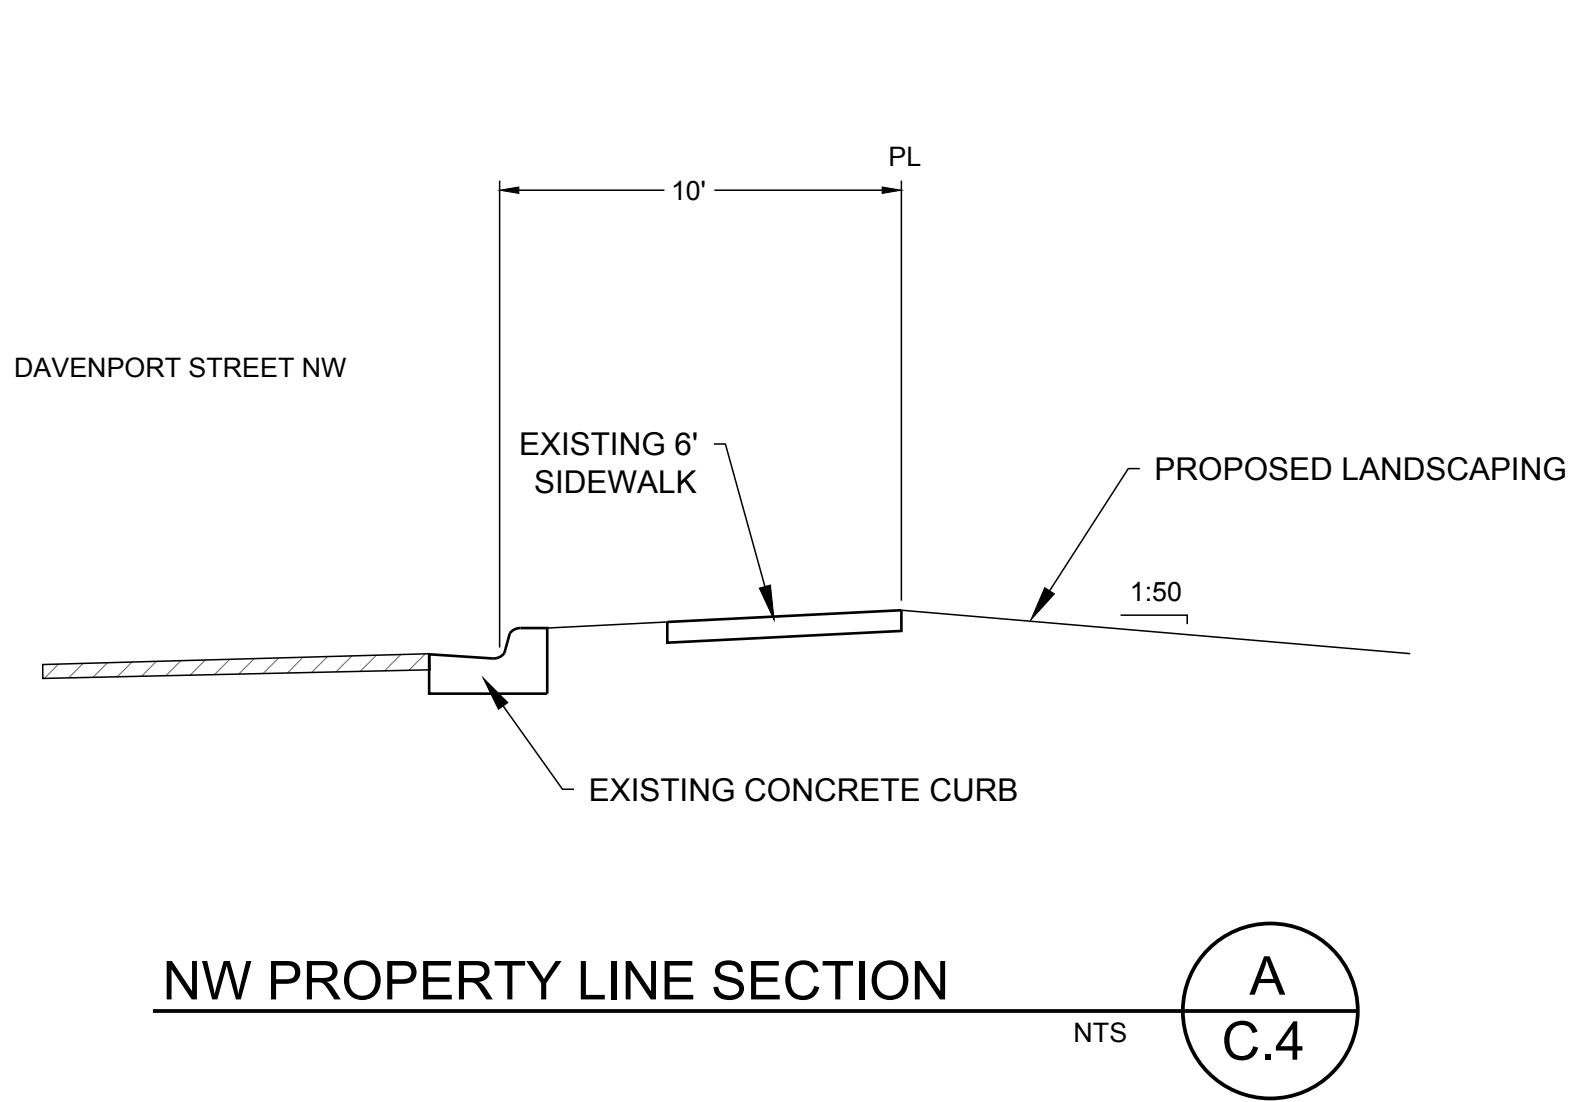 PL
10'
DAVENPORT STREET NW
EXISTING 6'
SIDEWALK
PROPOSED LANDSCAPING
1:50
EXISTING CONCRETE CURB
NW PROPERTY LINE SECTION
NTS
A
C.4